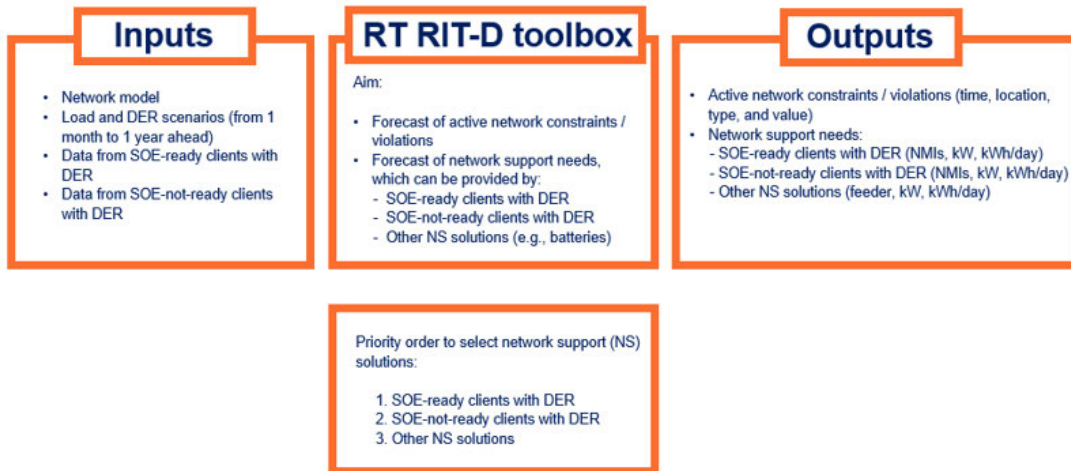 Inputs
• Network model
• Load and DER scenarios (from 1
month to 1 year ahead)
• Data from SOE-ready clients with
DER
• Data from SOE-not-ready clients
with DER
RT RIT-D toolbox
Aim:
• Forecast of active network constraints /
violations
• Forecast of network support needs,
which can be provided by:
- SOE-ready clients with DER
- SOE-not-ready clients with DER
- Other NS solutions (e.g., batteries)
Outputs
• Active network constraints / violations (time, location,
type, and value)
• Network support needs:
- SOE-ready clients with DER (NMIs, kW, kWh/day)
- SOE-not-ready clients with DER (NMIs, kW, kWh/day)
- Other NS solutions (feeder, kW, kWh/day)
Priority order to select network support (NS)
solutions:
1. SOE-ready clients with DER
2. SOE-not-ready clients with DER
3. Other NS solutions